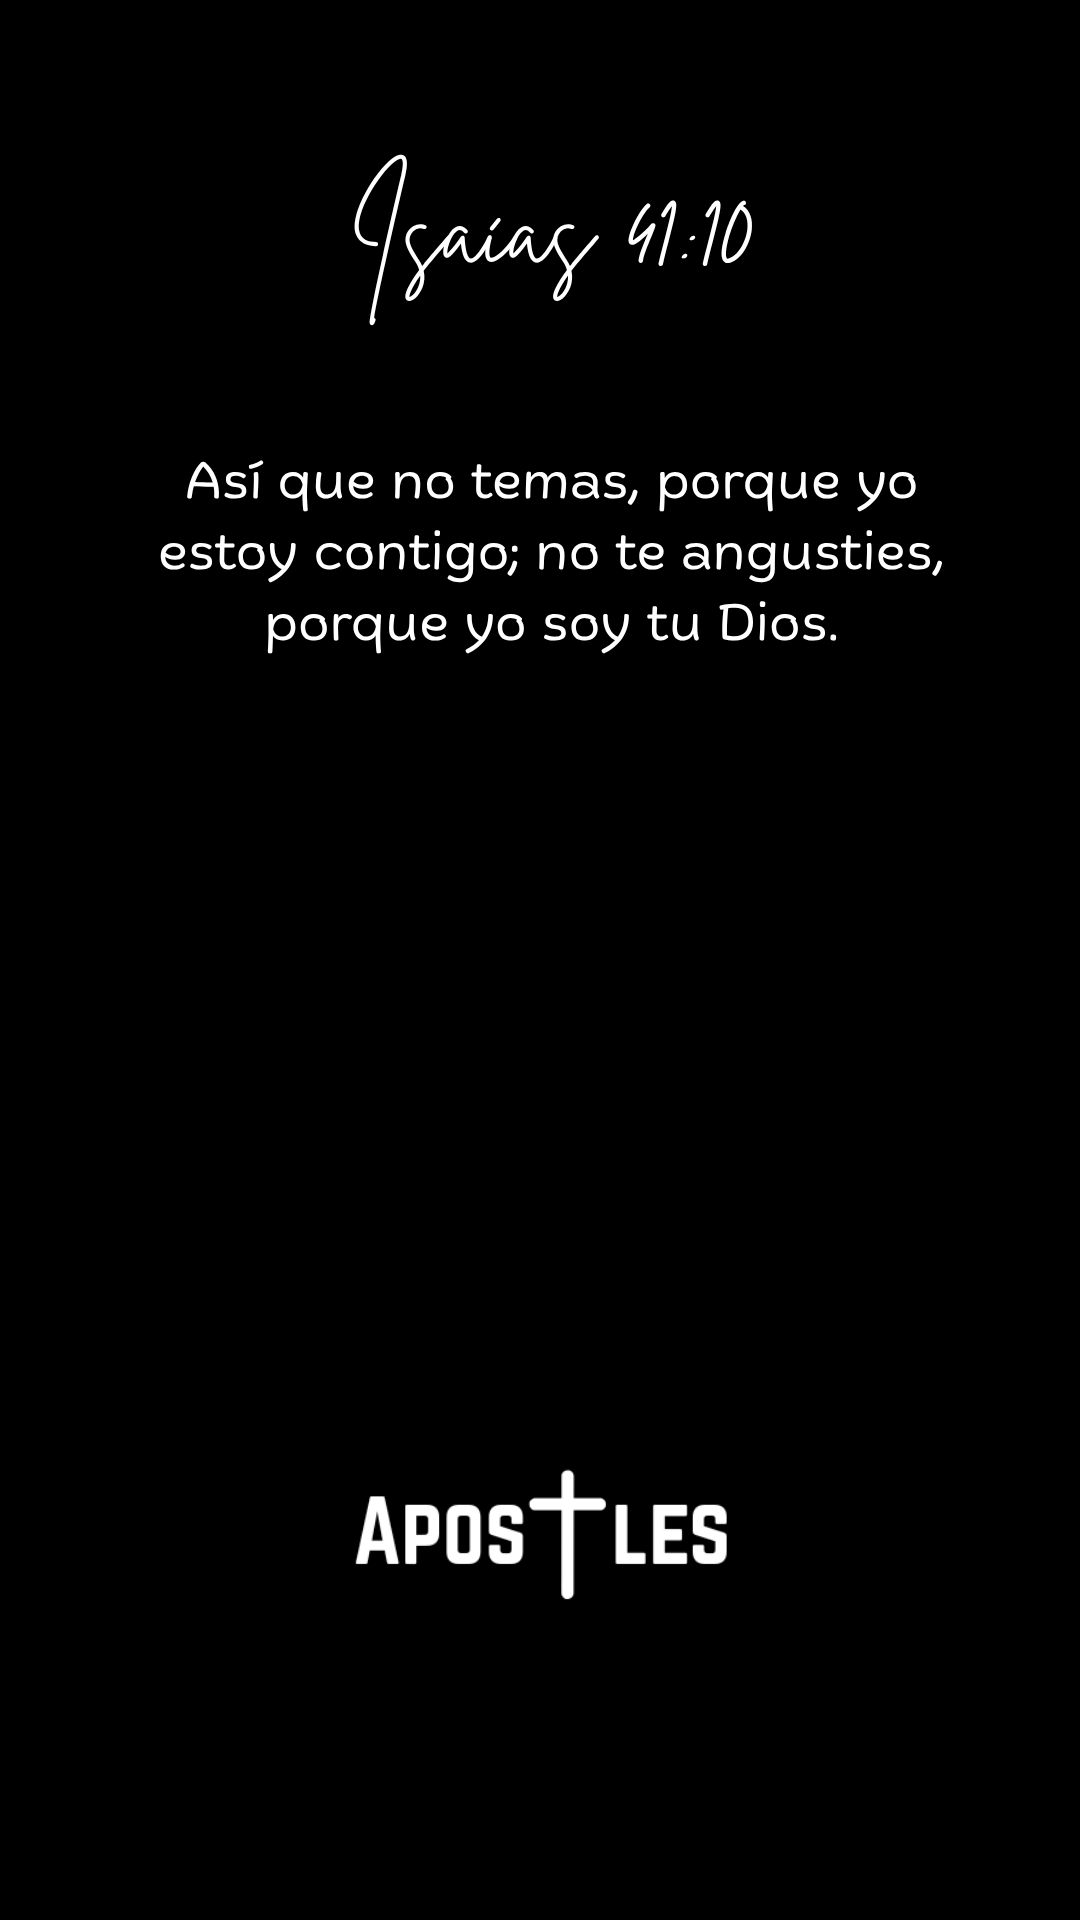 Isaías 41:10
Así que no temas, porque yo
estoy contigo; no te angusties,
porque yo soy tu Dios.
APOSTLES